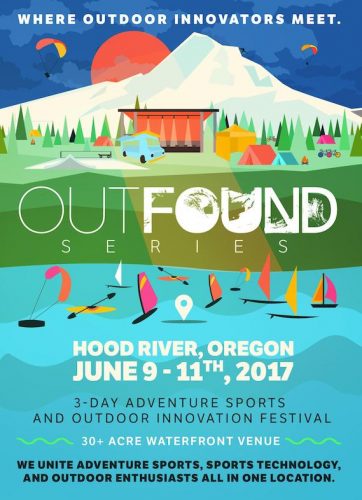 WHERE OUTDOOR INNOVATORS MEET.
OUTFOUND
SERIES
HOOD RIVER, OREGON
JUNE 9 - 11TH, 2017
3-DAY ADVENTURE SPORTS
AND OUTDOOR INNOVATION FESTIVAL
30+ ACRE WATERFRONT VENUE
WE UNITE ADVENTURE SPORTS, SPORTS TECHNOLOGY,
AND OUTDOOR ENTHUSIASTS ALL IN ONE LOCATION.